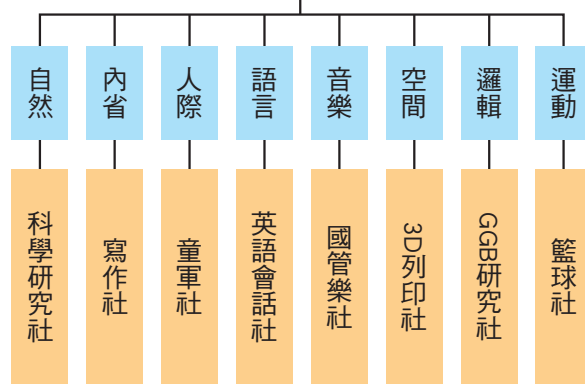 自然
內省
人際
語言
音樂
空間
邏輯
運動
科學研究社
寫作社
童軍社
英語會話社
國管樂社
3D列印社
GGB研究社
籃球社